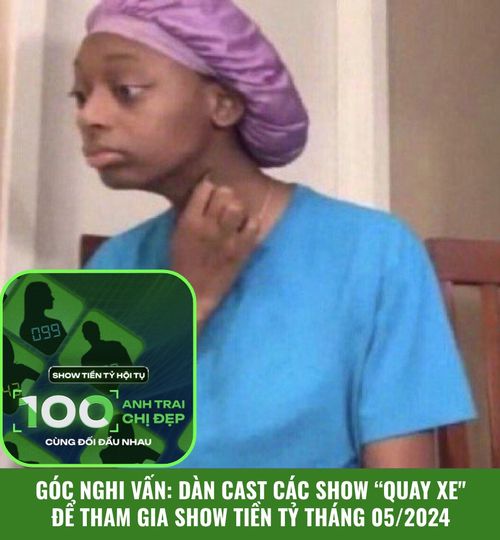 099
47
SHOW TIỀN TỶ HỘI TỤ
100 ANH TRAI
CHỊ ĐẸP
CÙNG ĐỐI ĐẦU NHAU
GÓC NGHI VẤN: DÀN CAST CÁC SHOW “QUAY XE"
ĐỂ THAM GIA SHOW TIỀN TỶ THÁNG 05/2024